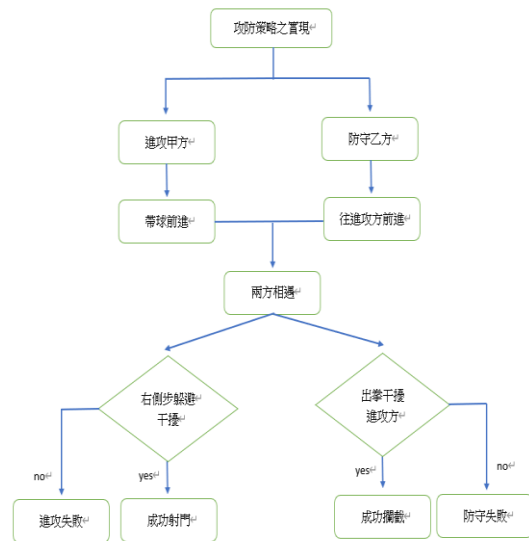 攻防策略之實現
進攻甲方
防守乙方
帶球前進
往進攻方前進
兩方相遇
右側步躲避
干擾
出拳干擾
進攻方
no
yes
yes
no
進攻失敗
成功射門
成功攔截
防守失敗